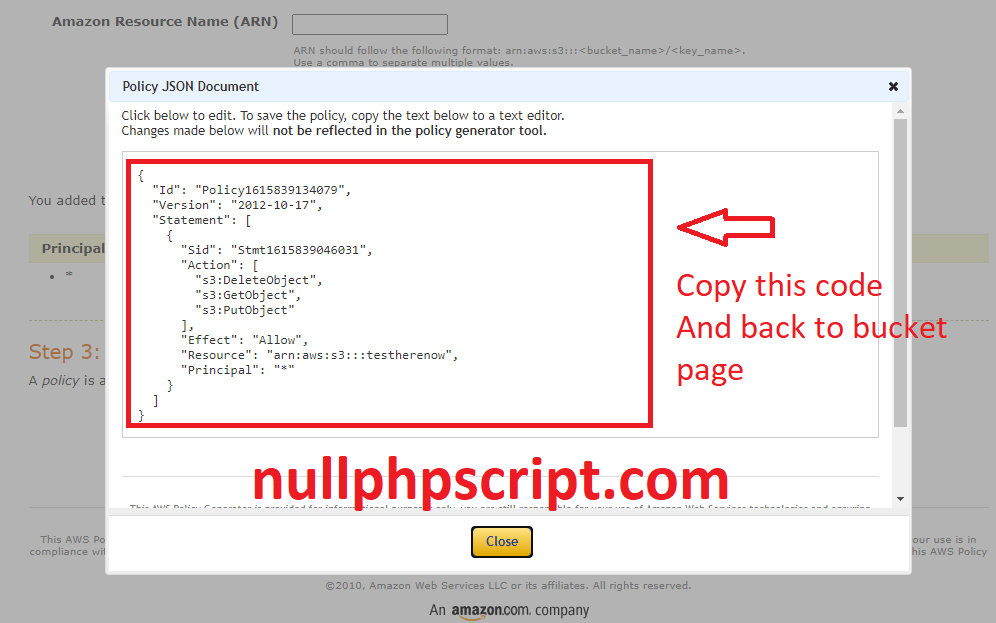 Amazon Resource Name (ARN)
ARN should follow the following format: arn:aws:s3:::<bucket_name>/<key_name>.
Use a comma to separate multiple values.
Policy JSON Document
Click below to edit. To save the policy, copy the text below to a text editor.
Changes made below will not be reflected in the policy generator tool.
{
"Id": "Policy1615839134079",
"Version": "2012-10-17",
"Statement": [
{
"Sid": "Stmt1615839046031",
"Action": [
"s3:DeleteObject",
"s3:GetObject",
"s3:PutObject"
],
"Effect": "Allow",
"Resource": "arn:aws:s3:::testherenow",
"Principal": "*"
}
]
}
Copy this code
And back to bucket
page
You added t
Principal
• *
Step 3:
A policy is a
nullphpscript.com
This AWS Policy Generator is provided for informational purposes only, you are still responsible for your use of Amazon Web Services technologies and ensuring
Close
This AWS Po
our use is in
compliance wit
his AWS Policy
©2010, Amazon Web Services LLC or its affiliates. All rights reserved.
An amazon.com. company